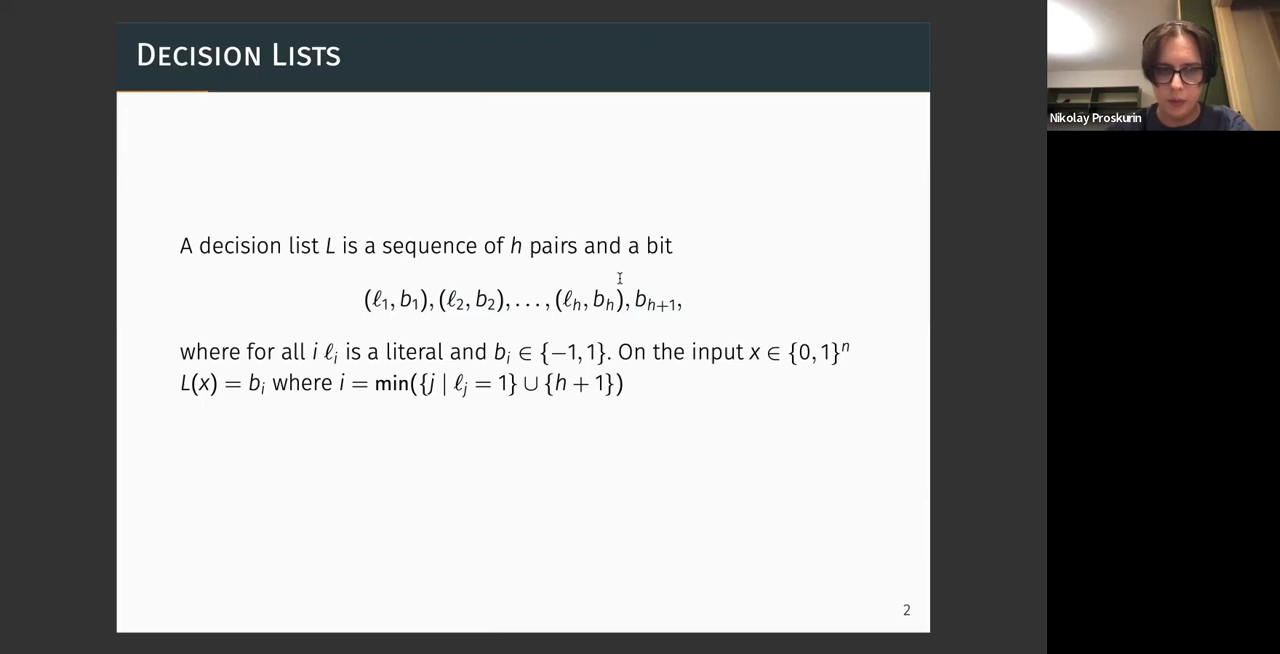 DECISION LISTS
A decision list L is a sequence of h pairs and a bit
(ℓ₁, b₁), (ℓ₂, b₂), . . . , (ℓₕ, bₕ), bₕ₊₁,
where for all i ℓᵢ is a literal and bᵢ ∈ {−1, 1}. On the input x ∈ {0, 1}ⁿ
L(x) = bᵢ where i = min({j | ℓⱼ = 1} ∪ {h + 1})
2
Nikolay Proskurin